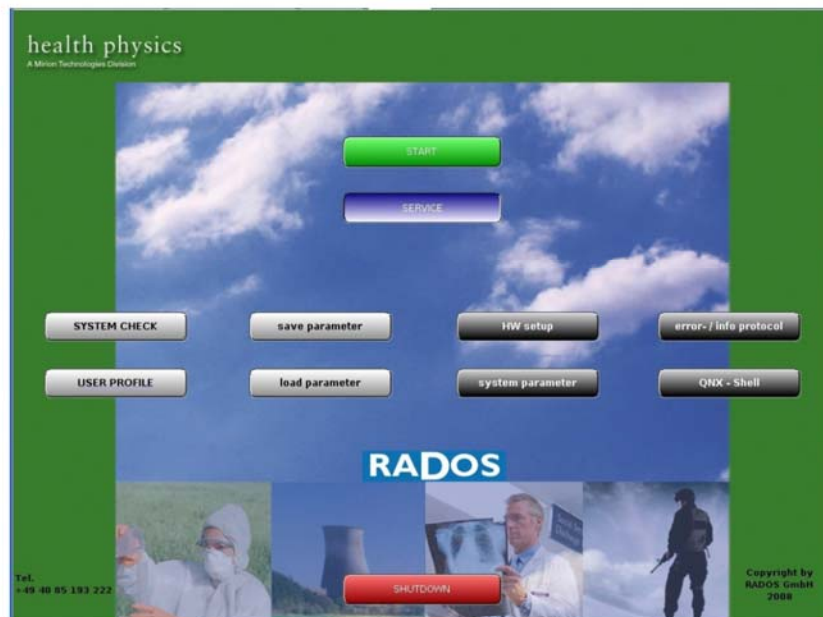 health physics
A Mirion Technologies Division
START
SERVICE
SYSTEM CHECK
save parameter
HW setup
error- / info protocol
USER PROFILE
load parameter
system parameter
QNX - Shell
RADOS
Tel.
+49 40 85 193 222
SHUTDOWN
Copyright by
RADOS GmbH
2008